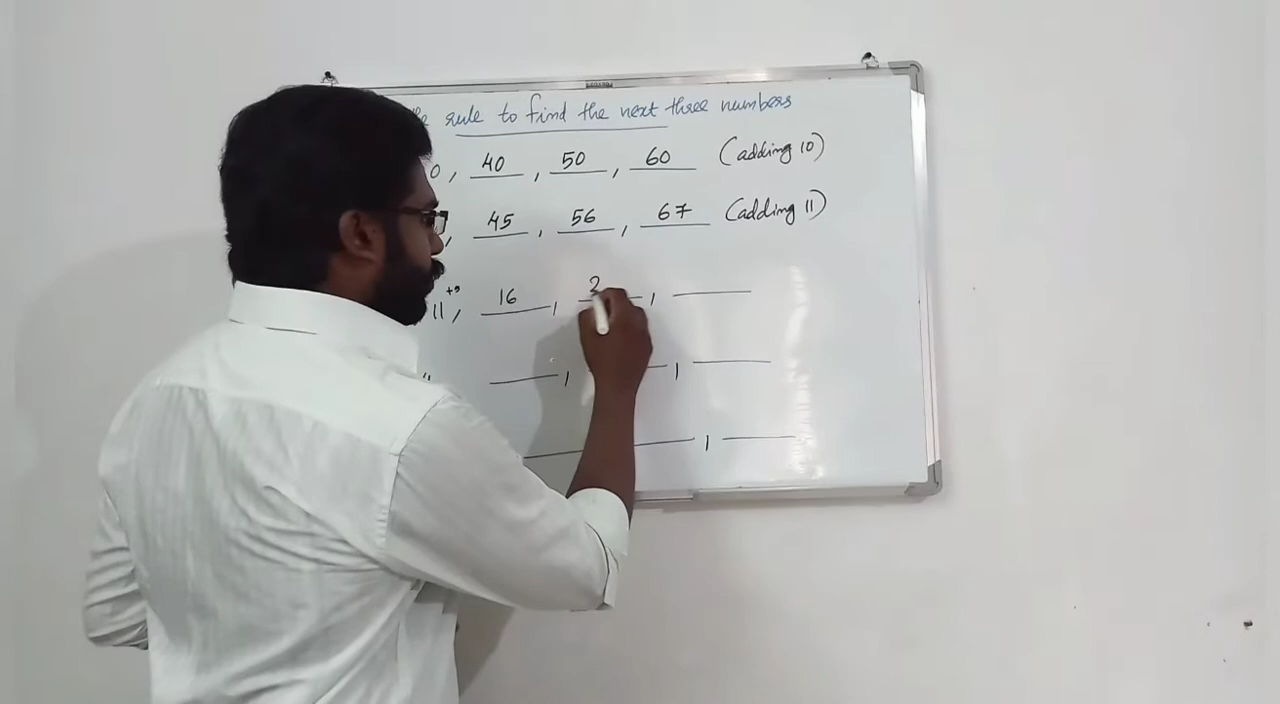 rule to find the next three numbers
0, 40, 50, 60 (adding 10)
, 45, 56, 67 (adding 11)
11, 16, 2